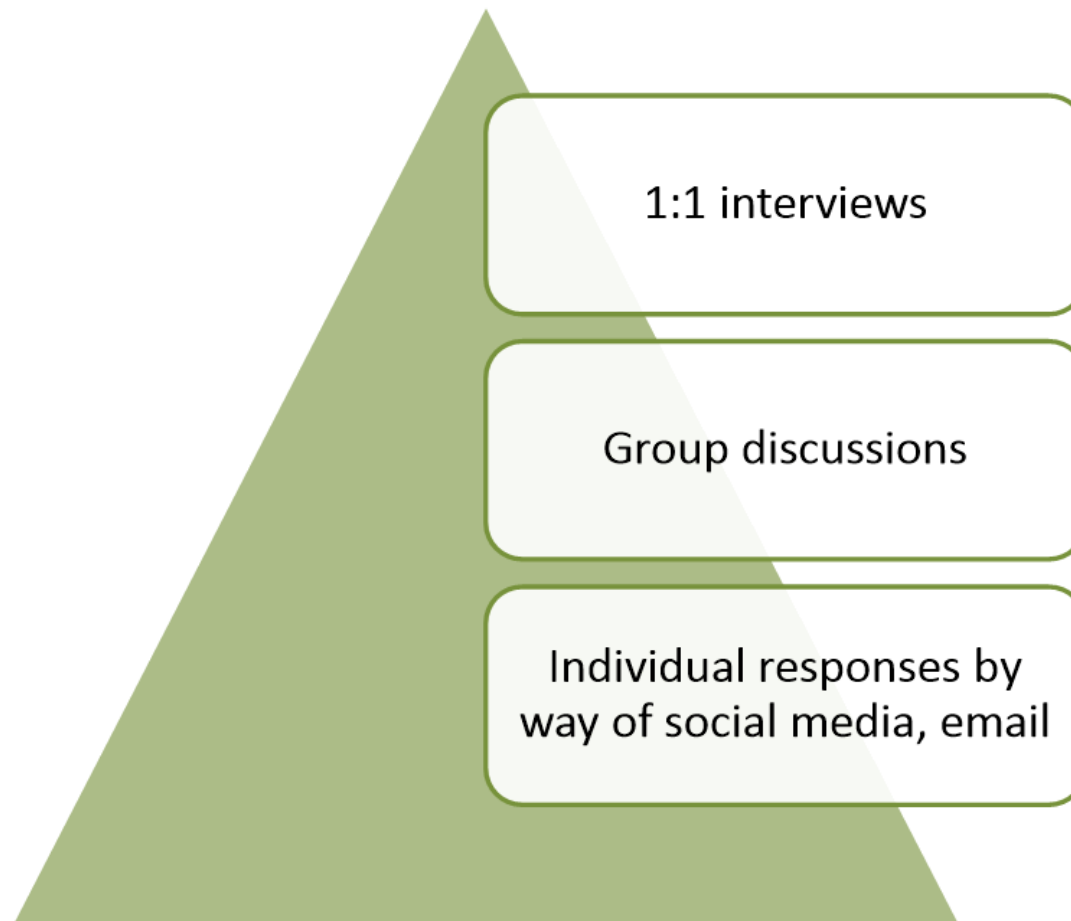 1:1 interviews
Group discussions
Individual responses by
way of social media, email